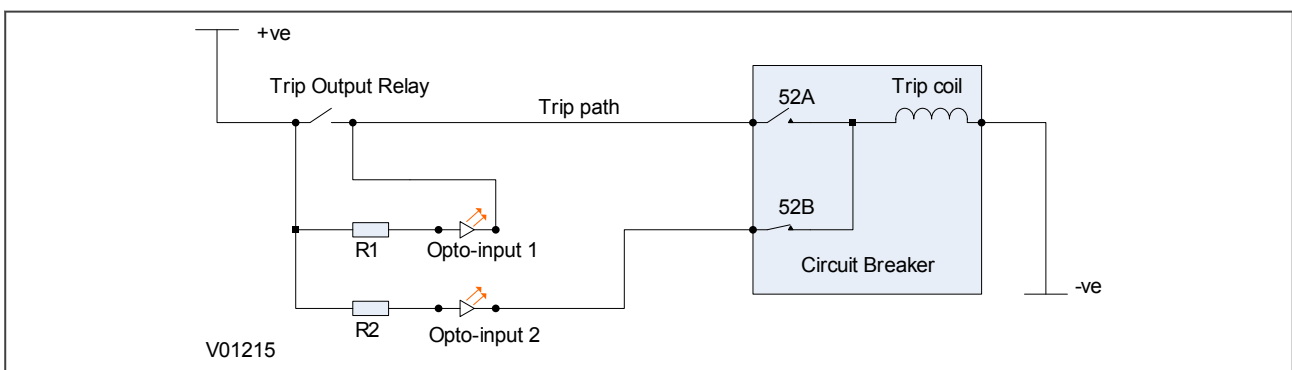 +ve
Trip Output Relay
Trip path
52A
Trip coil
R1
Opto-input 1
52B
Circuit Breaker
R2
Opto-input 2
-ve
V01215